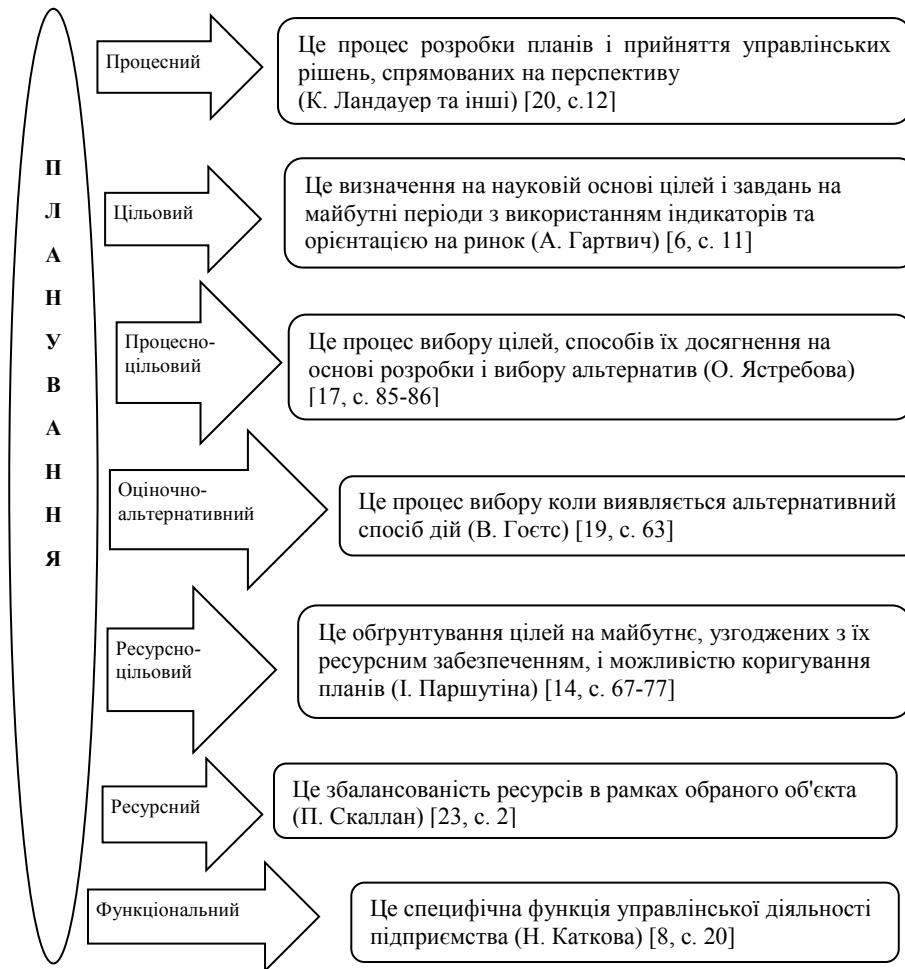 ПЛАНУВАННЯ
Процесний
Це процес розробки планів і прийняття управлінських
рішень, спрямованих на перспективу
(К. Ландауер та інші) [20, с.12]
Цільовий
Це визначення на науковій основі цілей і завдань на
майбутні періоди з використанням індикаторів та
орієнтацією на ринок (А. Гартвич) [6, с. 11]
Процесно-
цільовий
Це процес вибору цілей, способів їх досягнення на
основі розробки і вибору альтернатив (О. Ястребова)
[17, с. 85-86]
Оціночно-
альтернативний
Це процес вибору коли виявляється альтернативний
спосіб дій (В. Гоєтс) [19, с. 63]
Ресурсно-
цільовий
Це обґрунтування цілей на майбутнє, узгоджених з їх
ресурсним забезпеченням, і можливістю коригування
планів (І. Паршутіна) [14, с. 67-77]
Ресурсний
Це збалансованість ресурсів в рамках обраного об'єкта
(П. Скаллан) [23, с. 2]
Функціональний
Це специфічна функція управлінської діяльності
підприємства (Н. Каткова) [8, с. 20]